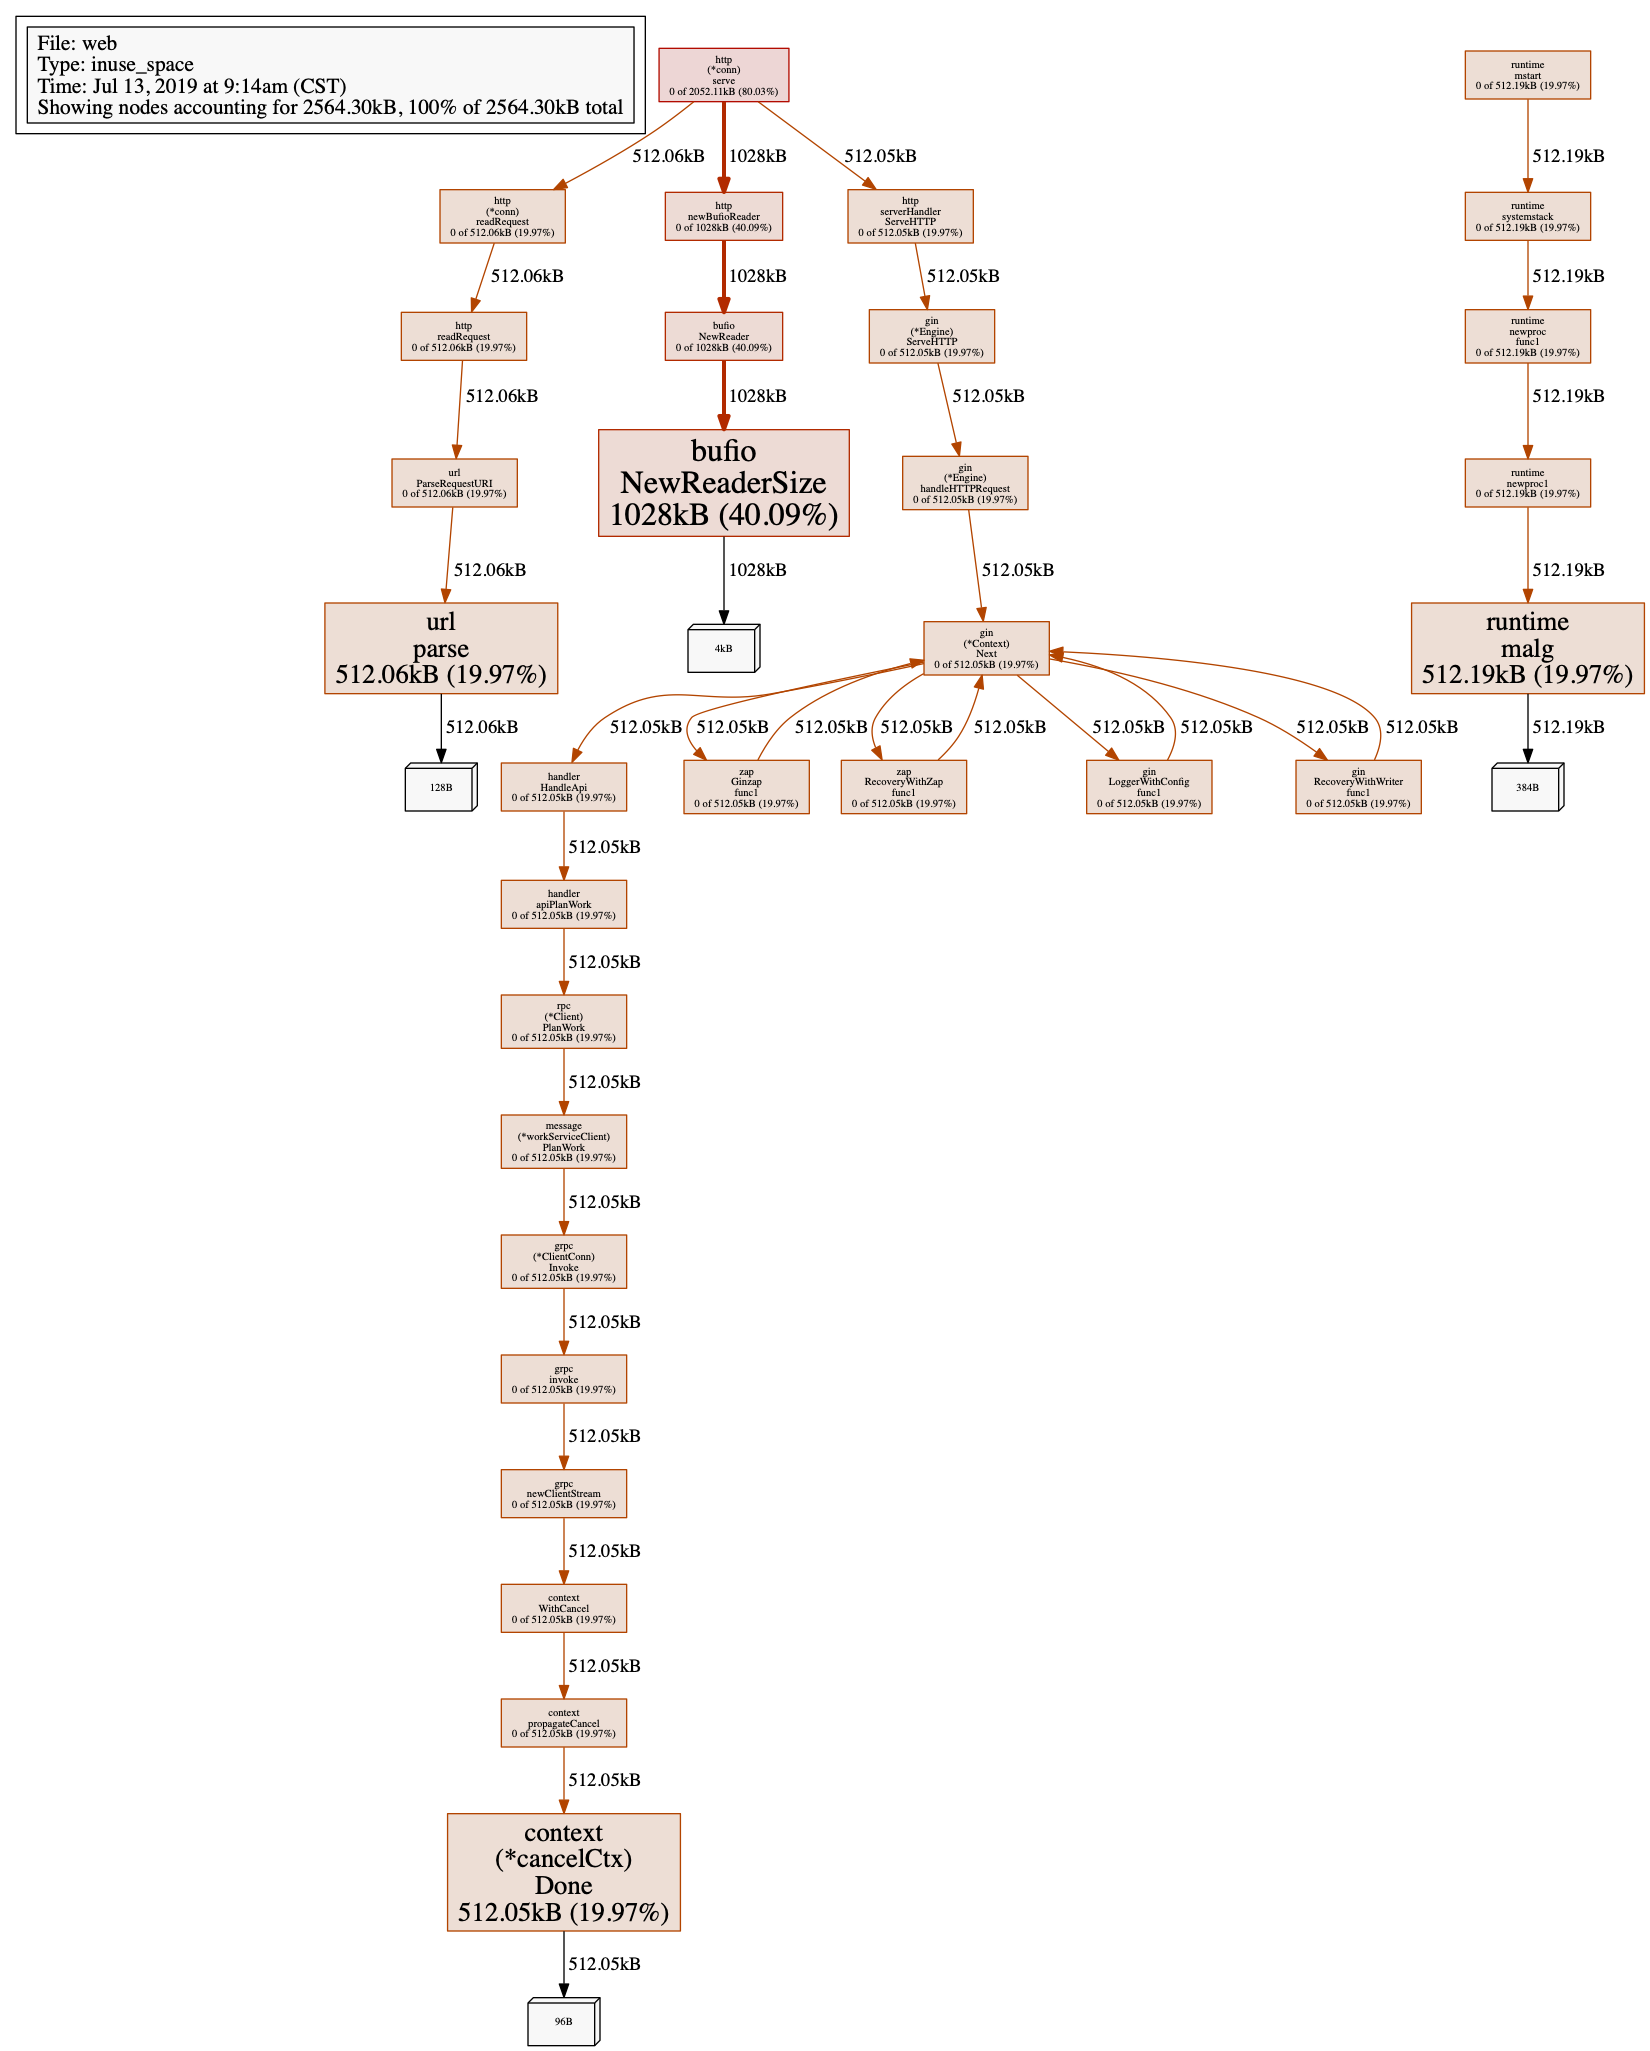 File: web
Type: inuse_space
Time: Jul 13, 2019 at 9:14am (CST)
Showing nodes accounting for 2564.30kB, 100% of 2564.30kB total
http
(*conn)
serve
0 of 2052.11kB (80.03%)
runtime
mstart
0 of 512.19kB (19.97%)
512.06kB
1028kB
512.05kB
512.19kB
http
(*conn)
readRequest
0 of 512.06kB (19.97%)
http
newBufioReader
0 of 1028kB (40.09%)
http
serverHandler
ServeHTTP
0 of 512.05kB (19.97%)
runtime
systemstack
0 of 512.19kB (19.97%)
512.06kB
1028kB
512.05kB
512.19kB
http
readRequest
0 of 512.06kB (19.97%)
bufio
NewReader
0 of 1028kB (40.09%)
gin
(*Engine)
ServeHTTP
0 of 512.05kB (19.97%)
runtime
newproc
func1
0 of 512.19kB (19.97%)
512.06kB
1028kB
512.05kB
512.19kB
url
ParseRequestURI
0 of 512.06kB (19.97%)
bufio
NewReaderSize
1028kB (40.09%)
gin
(*Engine)
handleHTTPRequest
0 of 512.05kB (19.97%)
runtime
newproc1
0 of 512.19kB (19.97%)
512.06kB
1028kB
512.05kB
512.19kB
url
parse
512.06kB (19.97%)
4kB
gin
(*Context)
Next
0 of 512.05kB (19.97%)
runtime
malg
512.19kB (19.97%)
512.06kB
512.05kB
512.05kB
512.05kB
512.05kB
512.05kB
512.05kB
512.05kB
512.05kB
512.05kB
512.19kB
128B
handler
HandleApi
0 of 512.05kB (19.97%)
zap
Ginzap
func1
0 of 512.05kB (19.97%)
zap
RecoveryWithZap
func1
0 of 512.05kB (19.97%)
gin
LoggerWithConfig
func1
0 of 512.05kB (19.97%)
gin
RecoveryWithWriter
func1
0 of 512.05kB (19.97%)
384B
512.05kB
handler
apiPlanWork
0 of 512.05kB (19.97%)
512.05kB
rpc
(*Client)
PlanWork
0 of 512.05kB (19.97%)
512.05kB
message
(*workServiceClient)
PlanWork
0 of 512.05kB (19.97%)
512.05kB
grpc
(*ClientConn)
Invoke
0 of 512.05kB (19.97%)
512.05kB
grpc
invoke
0 of 512.05kB (19.97%)
512.05kB
grpc
newClientStream
0 of 512.05kB (19.97%)
512.05kB
context
WithCancel
0 of 512.05kB (19.97%)
512.05kB
context
propagateCancel
0 of 512.05kB (19.97%)
512.05kB
context
(*cancelCtx)
Done
512.05kB (19.97%)
512.05kB
96B